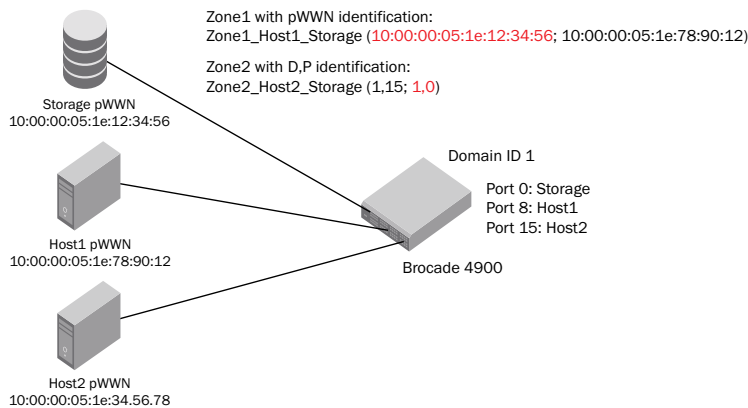 Zone1 with pWWN identification:
Zone1_Host1_Storage (10:00:00:05:1e:12:34:56; 10:00:00:05:1e:78:90:12)
Zone2 with D,P identification:
Zone2_Host2_Storage (1,15; 1,0)
Storage pWWN
10:00:00:05:1e:12:34:56
Domain ID 1
Port 0: Storage
Port 8: Host1
Port 15: Host2
Brocade 4900
Host1 pWWN
10:00:00:05:1e:78:90:12
Host2 pWWN
10:00:00:05:1e:34.56.78